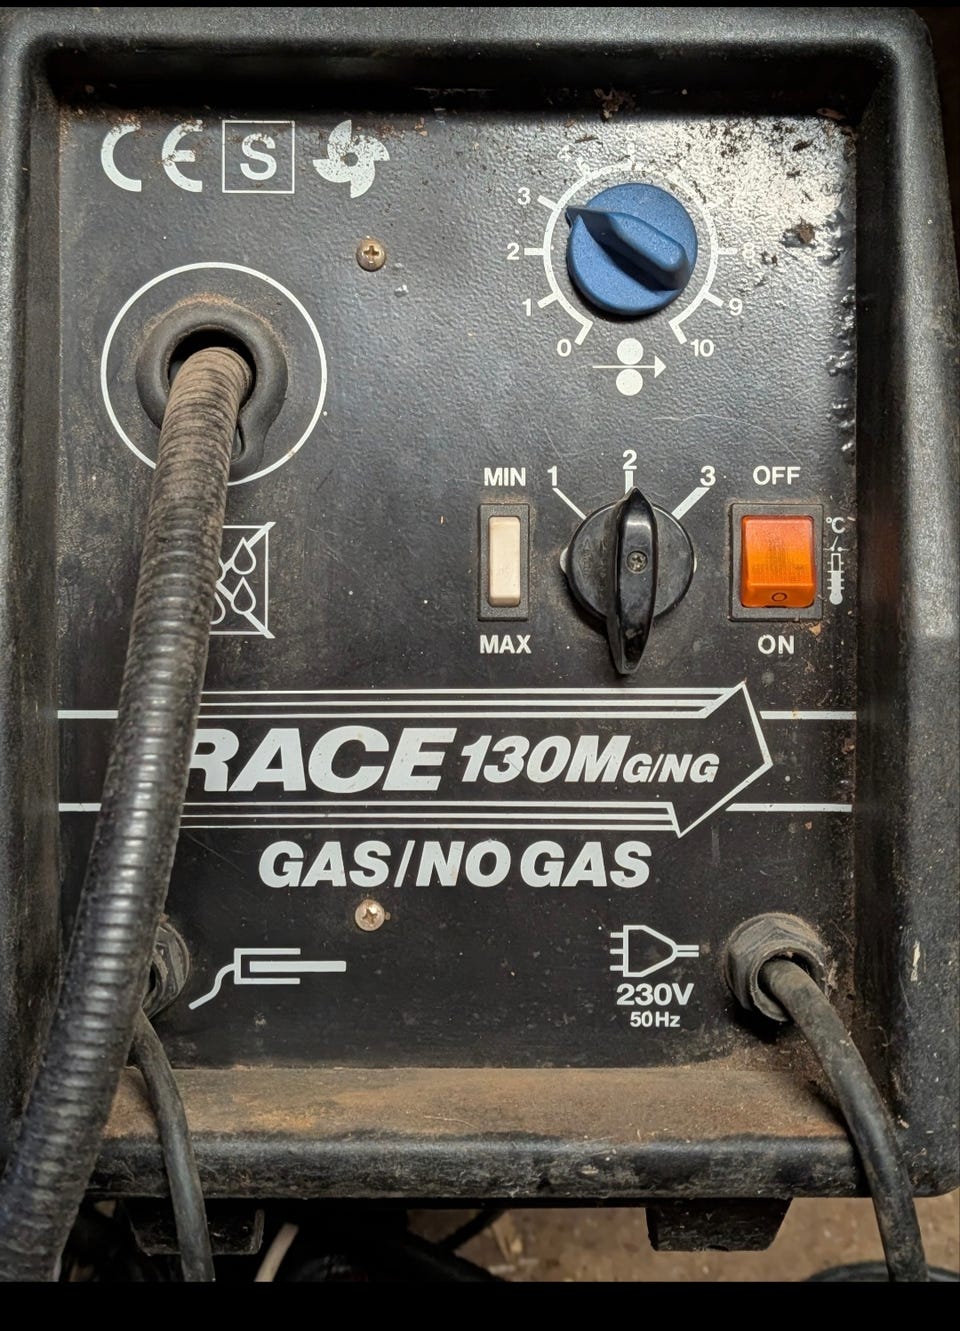 CE S
3
2
8
1
9
0
10
MIN 1 2 3 OFF
°C
O
MAX ON
RACE 130M G/NG
GAS/NO GAS
230V
50Hz